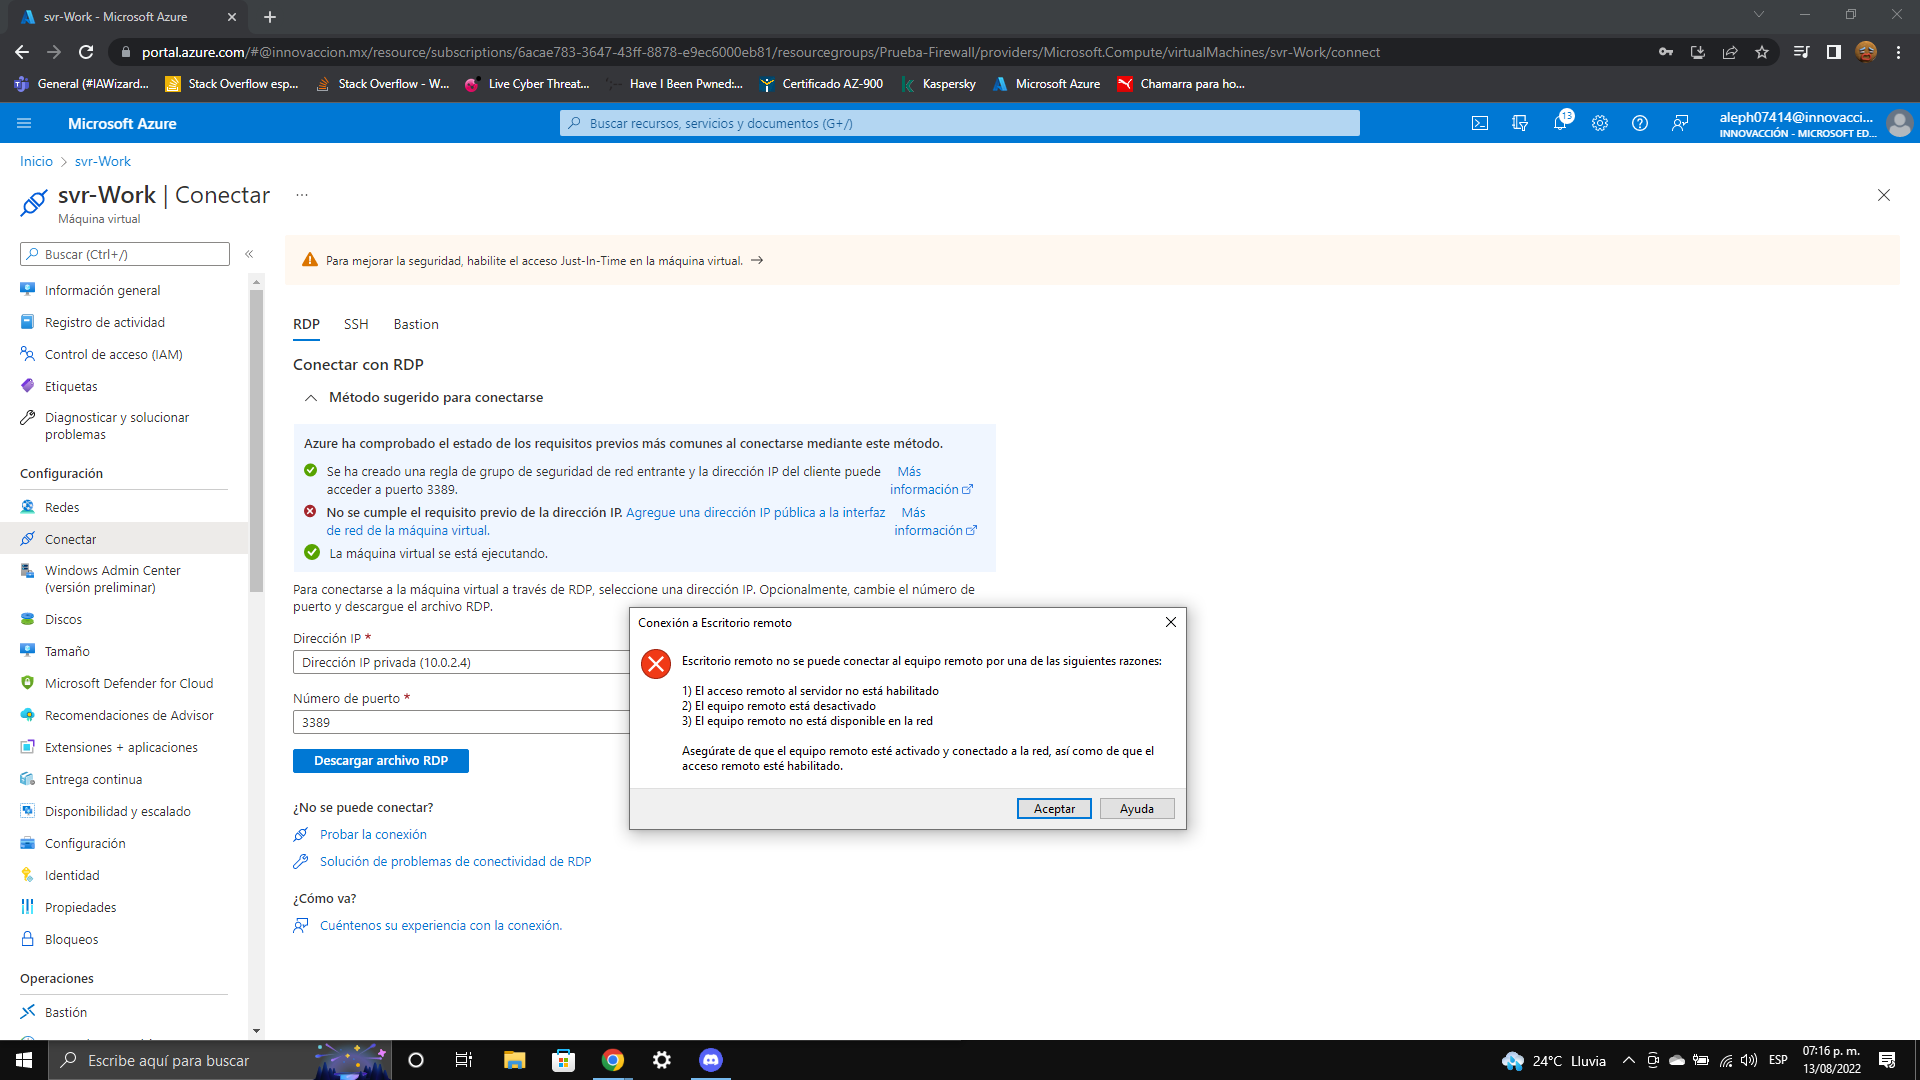 svr-Work - Microsoft Azure
portal.azure.com/#@innovaccion.mx/resource/subscriptions/6acae783-3647-43ff-8878-e9ec6000eb81/resourcegroups/Prueba-Firewall/providers/Microsoft.Compute/virtualMachines/svr-Work/connect
General (#IAWizard...
Stack Overflow esp...
Stack Overflow - W...
Live Cyber Threat...
Have I Been Pwned:...
Certificado AZ-900
Kaspersky
Microsoft Azure
Chamarra para ho...
Microsoft Azure
Buscar recursos, servicios y documentos (G+/)
13
aleph07414@innovacci...
INNOVACCIÓN - MICROSOFT ED...
Inicio > svr-Work
svr-Work | Conectar ...
Máquina virtual
Buscar (Ctrl+/)
Información general
Registro de actividad
Control de acceso (IAM)
Etiquetas
Diagnosticar y solucionar
problemas
Configuración
Redes
Conectar
Windows Admin Center
(versión preliminar)
Discos
Tamaño
Microsoft Defender for Cloud
Recomendaciones de Advisor
Extensiones + aplicaciones
Entrega continua
Disponibilidad y escalado
Configuración
Identidad
Propiedades
Bloqueos
Operaciones
Bastión
Para mejorar la seguridad, habilite el acceso Just-In-Time en la máquina virtual. →
RDP SSH Bastion
Conectar con RDP
Método sugerido para conectarse
Azure ha comprobado el estado de los requisitos previos más comunes al conectarse mediante este método.
Se ha creado una regla de grupo de seguridad de red entrante y la dirección IP del cliente puede Más
acceder a puerto 3389. información
No se cumple el requisito previo de la dirección IP. Agregue una dirección IP pública a la interfaz Más
de red de la máquina virtual. información
La máquina virtual se está ejecutando.
Para conectarse a la máquina virtual a través de RDP, seleccione una dirección IP. Opcionalmente, cambie el número de
puerto y descargue el archivo RDP.
Dirección IP *
Dirección IP privada (10.0.2.4)
Número de puerto *
3389
Descargar archivo RDP
¿No se puede conectar?
Probar la conexión
Solución de problemas de conectividad de RDP
¿Cómo va?
Cuéntenos su experiencia con la conexión.
Conexión a Escritorio remoto
Escritorio remoto no se puede conectar al equipo remoto por una de las siguientes razones:
1) El acceso remoto al servidor no está habilitado
2) El equipo remoto está desactivado
3) El equipo remoto no está disponible en la red
Asegúrate de que el equipo remoto esté activado y conectado a la red, así como de que el
acceso remoto esté habilitado.
Aceptar
Ayuda
Escribe aquí para buscar
24°C Lluvia
ESP
07:16 p. m.
13/08/2022